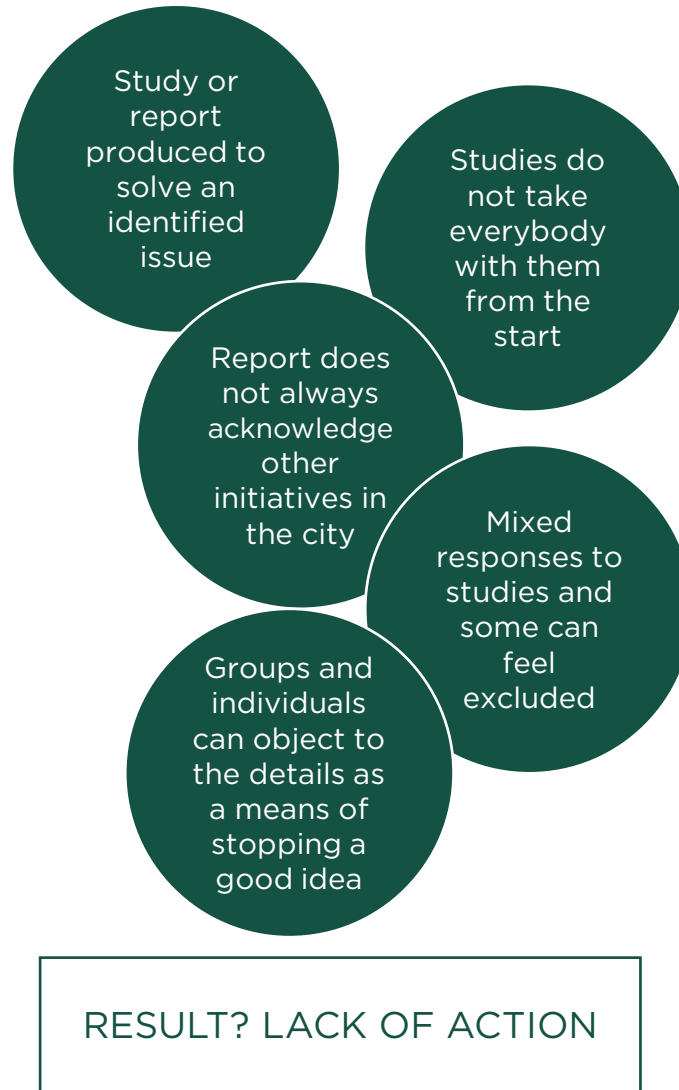 Study or
report
produced to
solve an
identified
issue
Studies do
not take
everybody
with them
from the
start
Report does
not always
acknowledge
other
initiatives in
the city
Mixed
responses to
studies and
some can
feel
excluded
Groups and
individuals
can object to
the details as
a means of
stopping a
good idea
RESULT? LACK OF ACTION